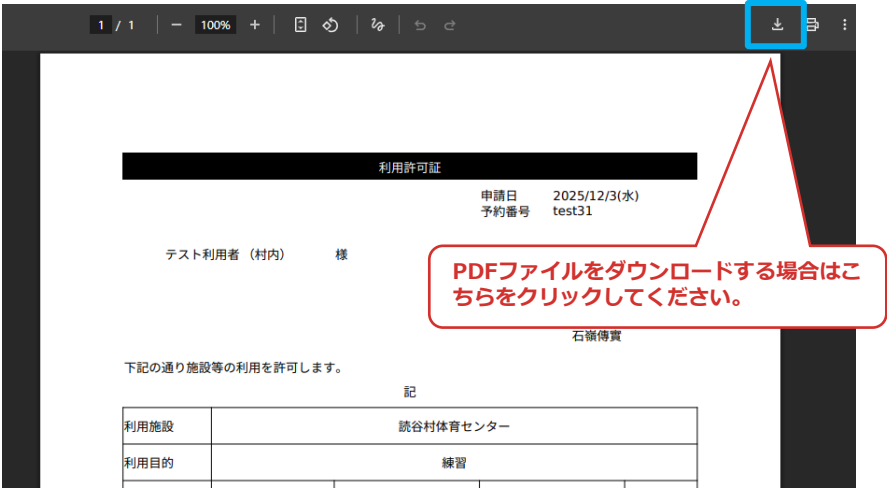 1 / 1 100%
利用許可証
申請日 2025/12/3(水)
予約番号 test31
テスト利用者 （村内） 様
PDFファイルをダウンロードする場合はこ
ちらをクリックしてください。
石嶺傳實
下記の通り施設等の利用を許可します。
記
利用施設 読谷村体育センター
利用目的 練習